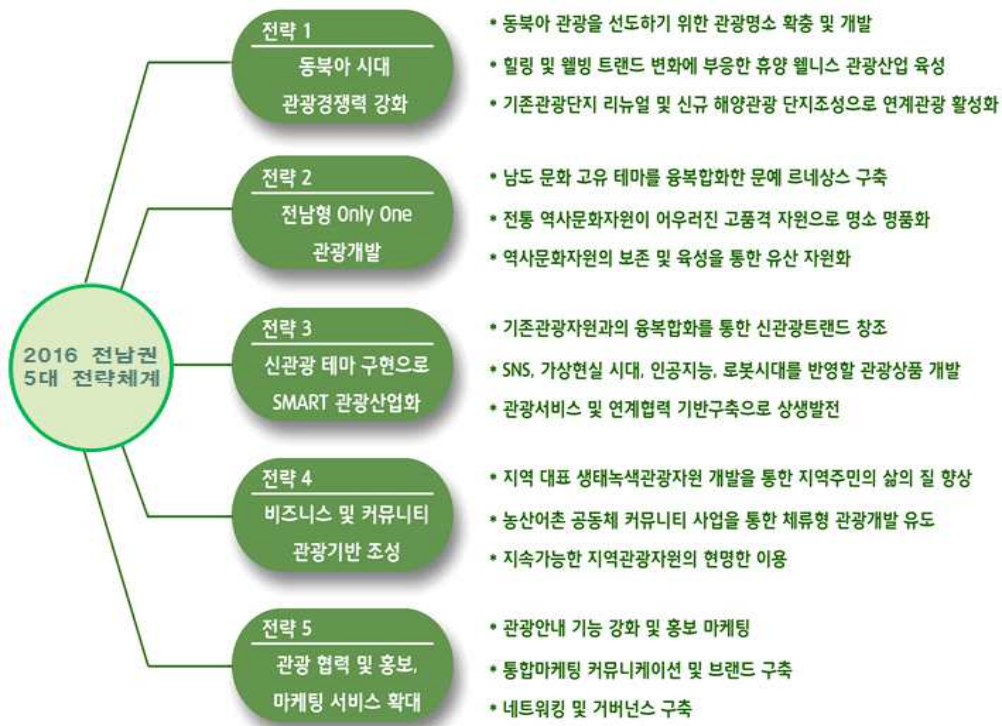 2016 전남권
5대 전략체계
전략 1
동북아 시대
관광경쟁력 강화
* 동북아 관광을 선도하기 위한 관광명소 확충 및 개발
* 힐링 및 웰빙 트랜드 변화에 부응한 휴양 웰니스 관광산업 육성
* 기존관광단지 리뉴얼 및 신규 해양관광 단지조성으로 연계관광 활성화
전략 2
전남형 Only One
관광개발
* 남도 문화 고유 테마를 융복합화한 문예 르네상스 구축
* 전통 역사문화자원이 어우러진 고품격 자원으로 명소 명품화
* 역사문화자원의 보존 및 육성을 통한 유산 자원화
전략 3
신관광 테마 구현으로
SMART 관광산업화
* 기존관광자원과의 융복합화를 통한 신관광트랜드 창조
* SNS, 가상현실 시대, 인공지능, 로봇시대를 반영할 관광상품 개발
* 관광서비스 및 연계협력 기반구축으로 상생발전
전략 4
비즈니스 및 커뮤니티
관광기반 조성
* 지역 대표 생태녹색관광자원 개발을 통한 지역주민의 삶의 질 향상
* 농산어촌 공동체 커뮤니티 사업을 통한 체류형 관광개발 유도
* 지속가능한 지역관광자원의 현명한 이용
전략 5
관광 협력 및 홍보,
마케팅 서비스 확대
* 관광안내 기능 강화 및 홍보 마케팅
* 통합마케팅 커뮤니케이션 및 브랜드 구축
* 네트워킹 및 거버넌스 구축